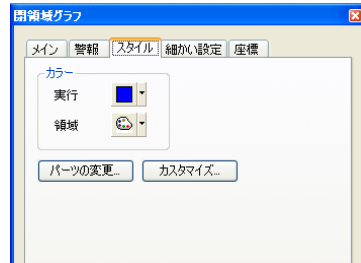 閉領域グラフ
メイン 警報 スタイル 細かい設定 座標
カラー
実行
領域
パーツの変更... カスタマイズ...